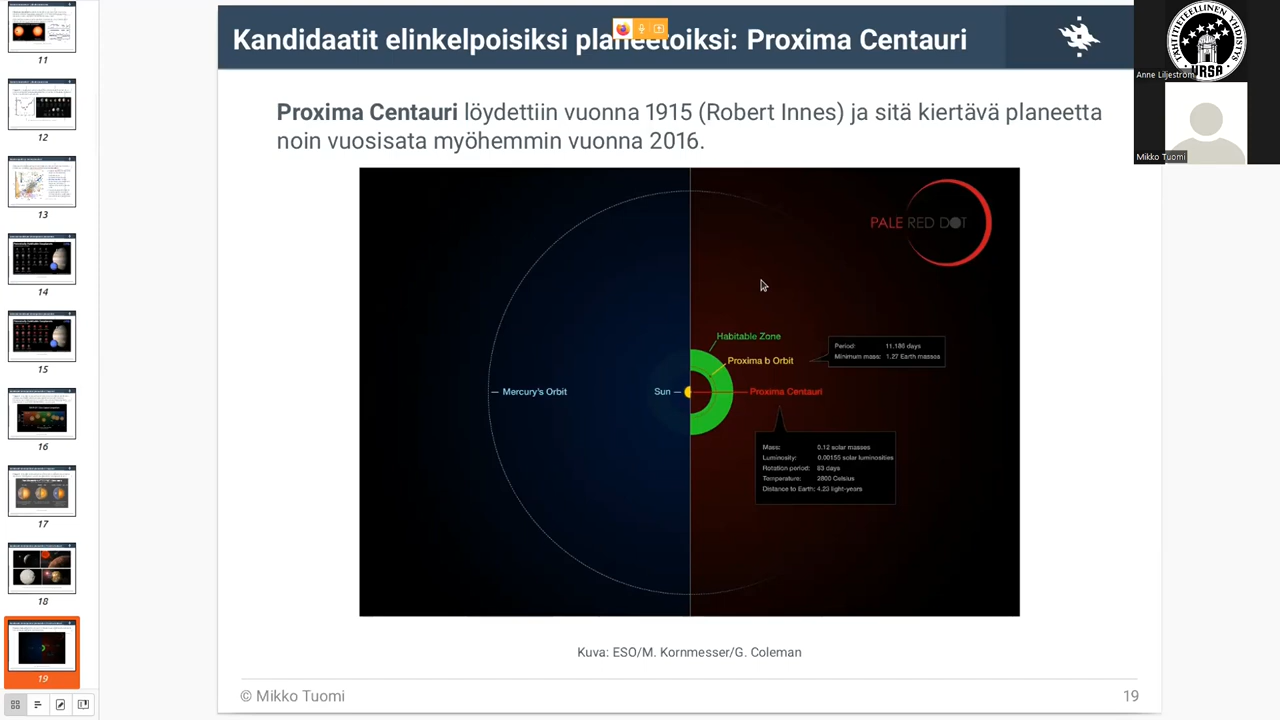 Kandidaatit elinkelpoisiksi planeetoiksi: Proxima Centauri
Proxima Centauri löydettiin vuonna 1915 (Robert Innes) ja sitä kiertävä planeetta
noin vuosisata myöhemmin vuonna 2016.
PALE RED DOT
Habitable Zone
Proxima b Orbit
Period: 11.186 days
Minimum mass: 1.27 Earth masses
Mercury's Orbit
Sun
Proxima Centauri
Mass: 0.12 solar masses
Luminosity: 0.00155 solar luminosities
Rotation period: 83 days
Temperature: 2800 Celsius
Distance to Earth: 4.23 light-years
Kuva: ESO/M. Kornmesser/G. Coleman
© Mikko Tuomi
19
11
12
13
14
15
16
17
18
19
URSA
Anne Liljeström
Mikko Tuomi